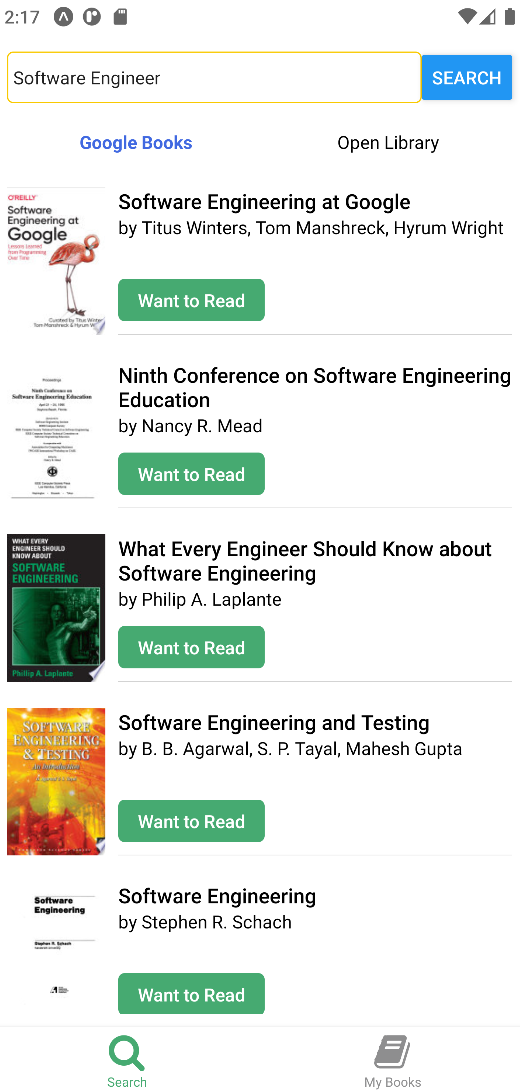 2:17
Software Engineer
SEARCH
Google Books
Open Library
O'REILLY
Software
Engineering at
Google
Lessons Learned
from Programming
Over Time
Curated by Titus Winters,
Tom Manshreck & Hyrum
Software Engineering at Google
by Titus Winters, Tom Manshreck, Hyrum Wright
Want to Read
Proceedings
Ninth Conference on
Software Engineering Education
Ninth Conference on Software Engineering
Education
by Nancy R. Mead
Want to Read
WHAT EVERY
ENGINEER SHOULD
KNOW ABOUT
SOFTWARE
ENGINEERING
Phillip A. Laplante
What Every Engineer Should Know about
Software Engineering
by Philip A. Laplante
Want to Read
SOFTWARE
ENGINEERING
& TESTING
An Introduction
Software Engineering and Testing
by B. B. Agarwal, S. P. Tayal, Mahesh Gupta
Want to Read
Software
Engineering
Stephen R. Schach
Software Engineering
by Stephen R. Schach
Want to Read
Search
My Books